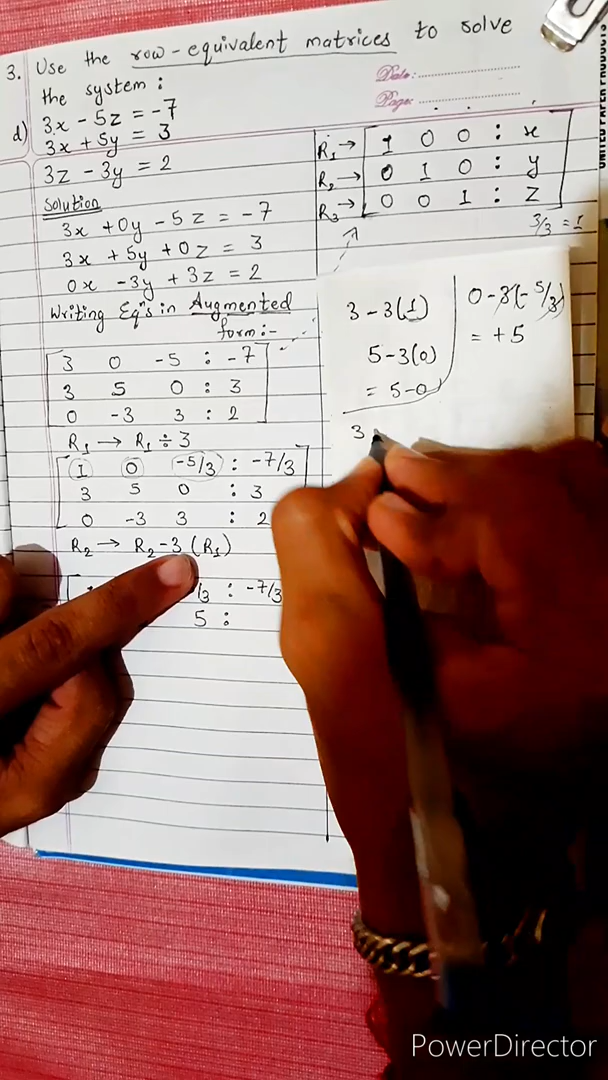 3. Use the row-equivalent matrices to solve
the system :
Date:
Page:
d) 3x - 5z = -7
3x + 5y = 3
3z - 3y = 2
R₁→ [ 1 0 0 : x
R₂→ 0 1 0 : y
R₃→ 0 0 1 : z ]
3/3 = 1
Solution
3x + 0y - 5z = -7
3x + 5y + 0z = 3
0x - 3y + 3z = 2
Writing Eqⁿs in Augmented
form :-
[ 3 0 -5 : -7
3 5 0 : 3
0 -3 3 : 2 ]
R₁ → R₁ ÷ 3
[ 1 0 -5/3 : -7/3
3 5 0 : 3
0 -3 3 : 2
R₂ → R₂ - 3 (R₁)
/3 : -7/3
5 :
3 - 3(1)
5 - 3(0)
= 5 - 0
0 - 3(-5/3)
= + 5
3
UNITED PAPER PRODUCTS
PowerDirector